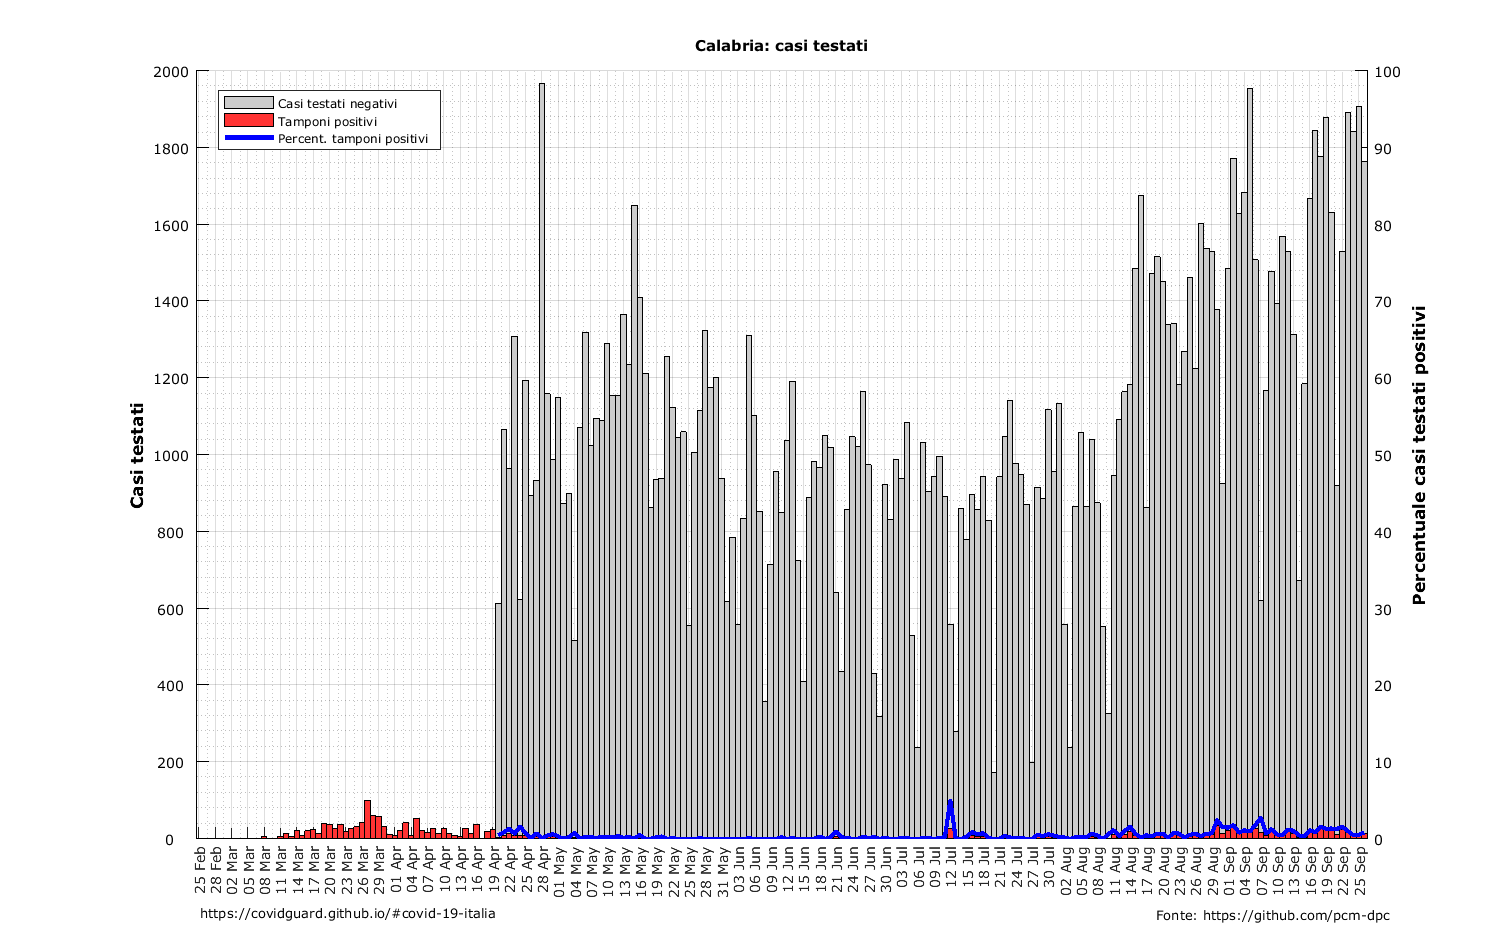 Calabria: casi testati
Casi testati negativi
Tamponi positivi
Percent. tamponi positivi
Casi testati
2000
1800
1600
1400
1200
1000
800
600
400
200
0
100
90
80
70
60
50
40
30
20
10
0
Percentuale casi testati positivi
25 Feb
28 Feb
02 Mar
05 Mar
08 Mar
11 Mar
14 Mar
17 Mar
20 Mar
23 Mar
26 Mar
29 Mar
01 Apr
04 Apr
07 Apr
10 Apr
13 Apr
16 Apr
19 Apr
22 Apr
25 Apr
28 Apr
01 May
04 May
07 May
10 May
13 May
16 May
19 May
22 May
25 May
28 May
31 May
03 Jun
06 Jun
09 Jun
12 Jun
15 Jun
18 Jun
21 Jun
24 Jun
27 Jun
30 Jun
03 Jul
06 Jul
09 Jul
12 Jul
15 Jul
18 Jul
21 Jul
24 Jul
27 Jul
30 Jul
02 Aug
05 Aug
08 Aug
11 Aug
14 Aug
17 Aug
20 Aug
23 Aug
26 Aug
29 Aug
01 Sep
04 Sep
07 Sep
10 Sep
13 Sep
16 Sep
19 Sep
22 Sep
25 Sep
https://covidguard.github.io/#covid-19-italia
Fonte: https://github.com/pcm-dpc